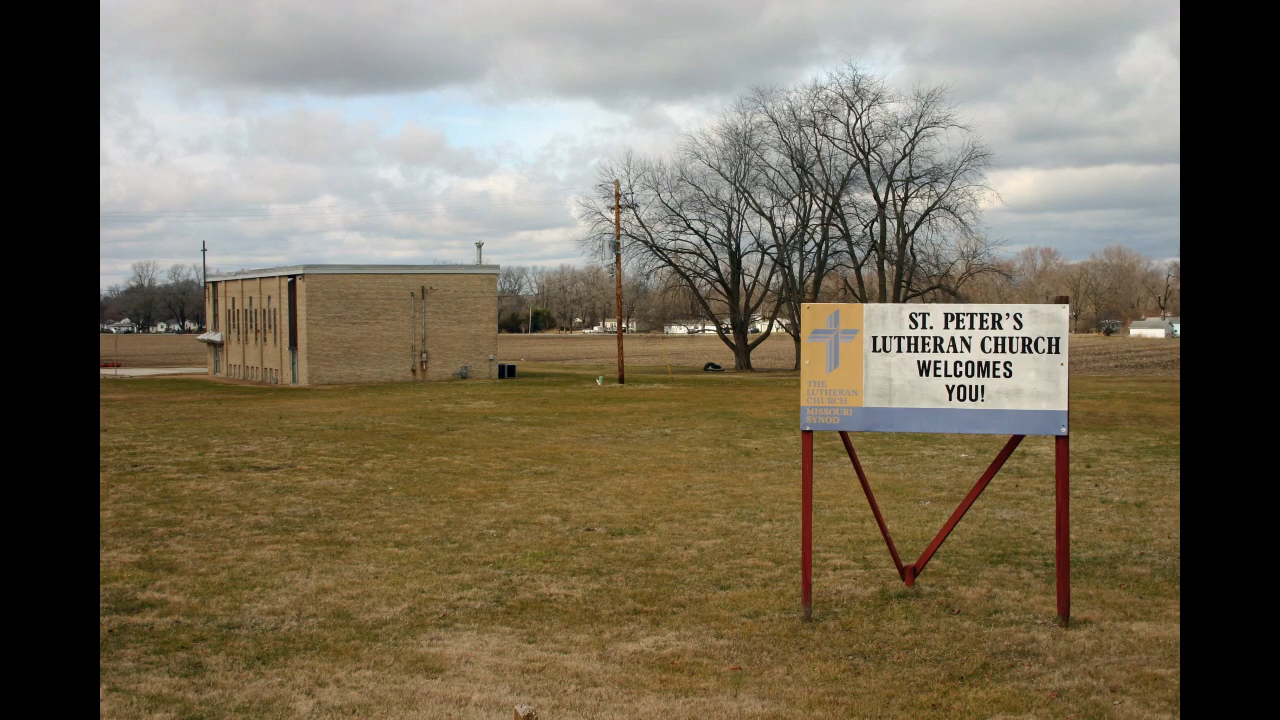 ST. PETER'S
LUTHERAN CHURCH
WELCOMES
YOU!
THE
LUTHERAN
CHURCH
MISSOURI
SYNOD